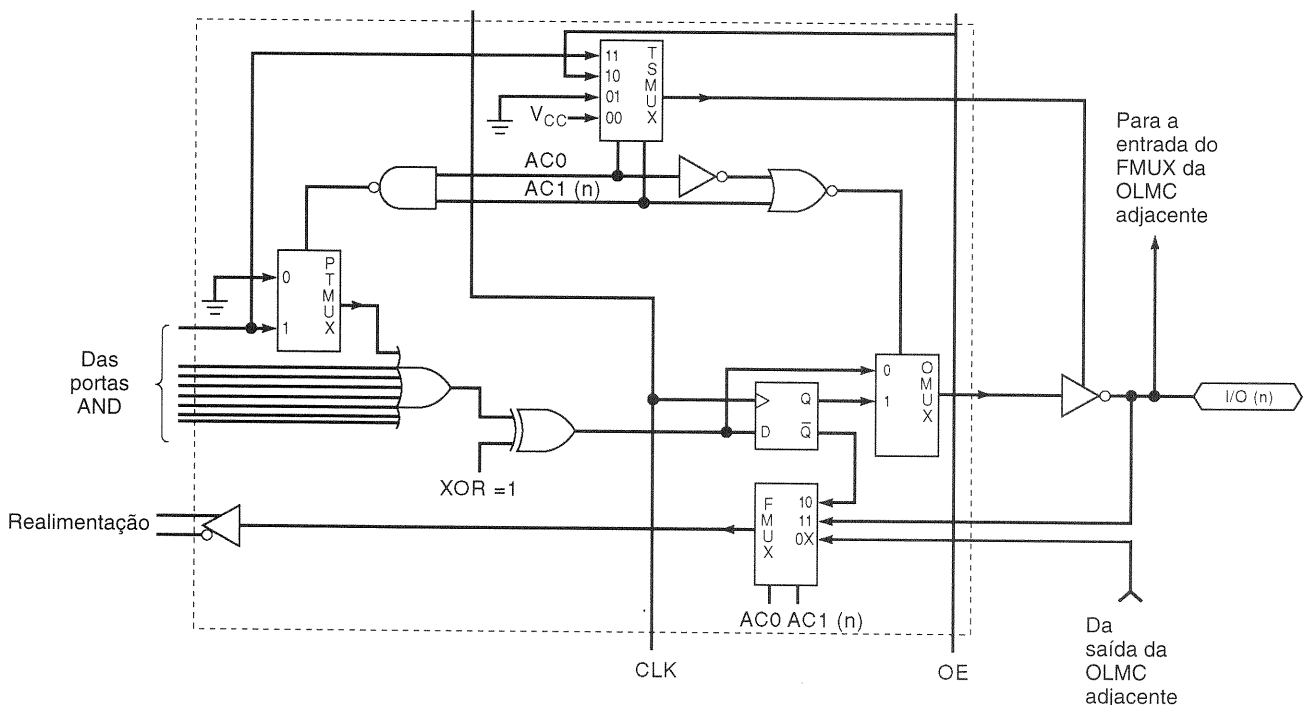 11
10
01
00
T
S
M
U
X
VCC
AC0
AC1 (n)
Para a
entrada do
FMUX da
OLMC
adjacente
0
1
P
T
M
U
X
Das
portas
AND
0
1
O
M
U
X
I/O (n)
Q
D
Q̅
XOR =1
Realimentação
F
M
U
X
10
11
0X
AC0 AC1 (n)
CLK
OE
Da
saída da
OLMC
adjacente